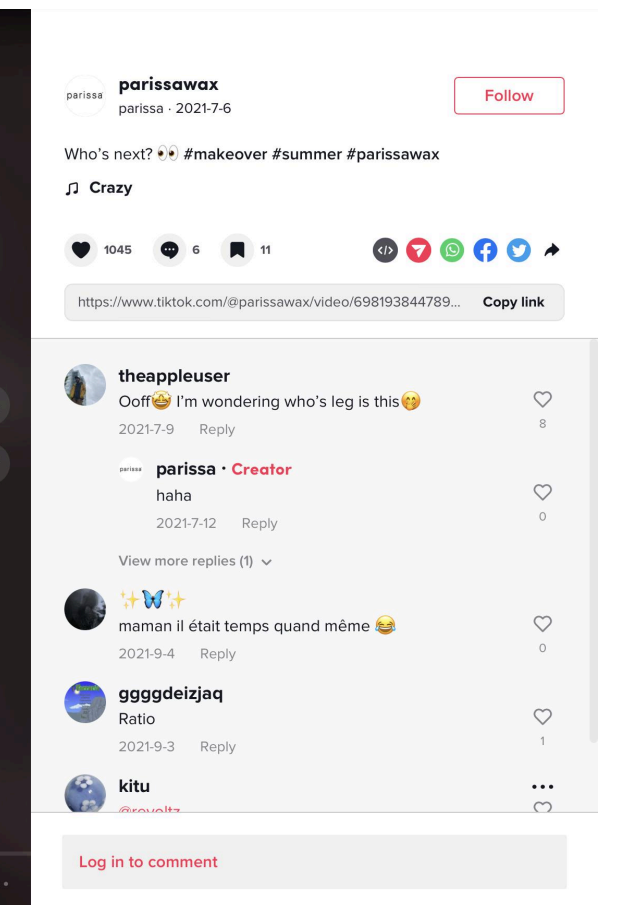 parissa
parissawax
parissa · 2021-7-6
Follow
Who's next? 👀 #makeover #summer #parissawax
♫ Crazy
1045
6
11
</>
https://www.tiktok.com/@parissawax/video/698193844789...
Copy link
theappleuser
Ooff🤩 I'm wondering who's leg is this🤭
8
2021-7-9 Reply
parissa
parissa · Creator
haha
0
2021-7-12 Reply
View more replies (1)
✨🦋✨
maman il était temps quand même 😂
0
2021-9-4 Reply
ggggdeizjaq
Ratio
1
2021-9-3 Reply
kitu
@revoltz
Log in to comment